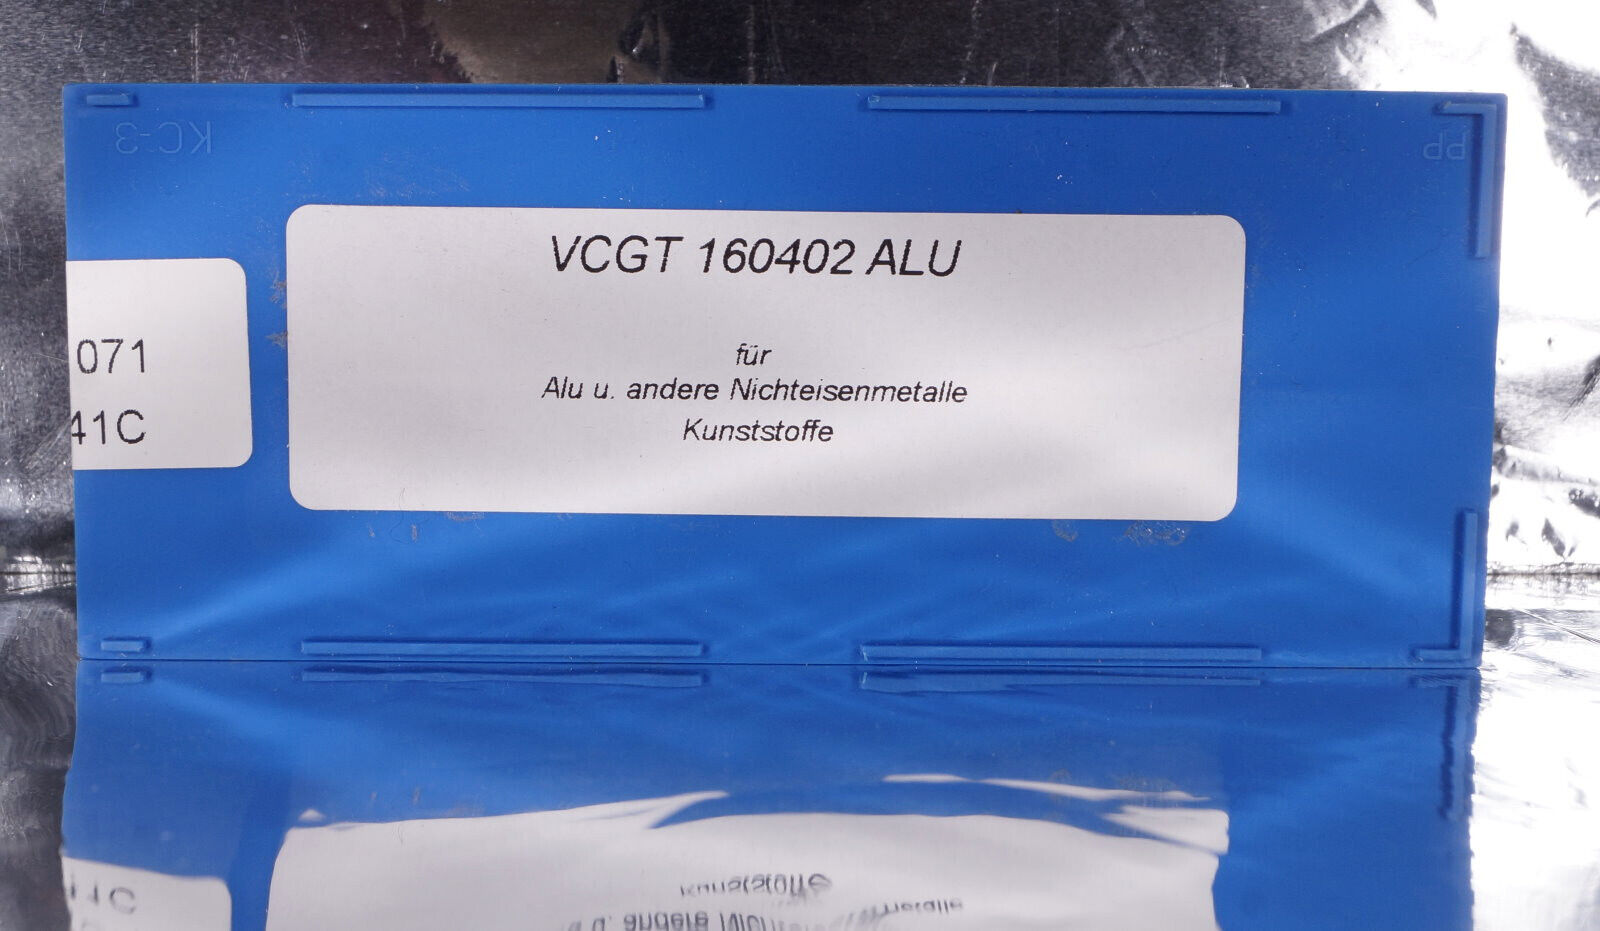 KC-3
PP
VCGT 160402 ALU
für
Alu u. andere Nichteisenmetalle
Kunststoffe
071
41C